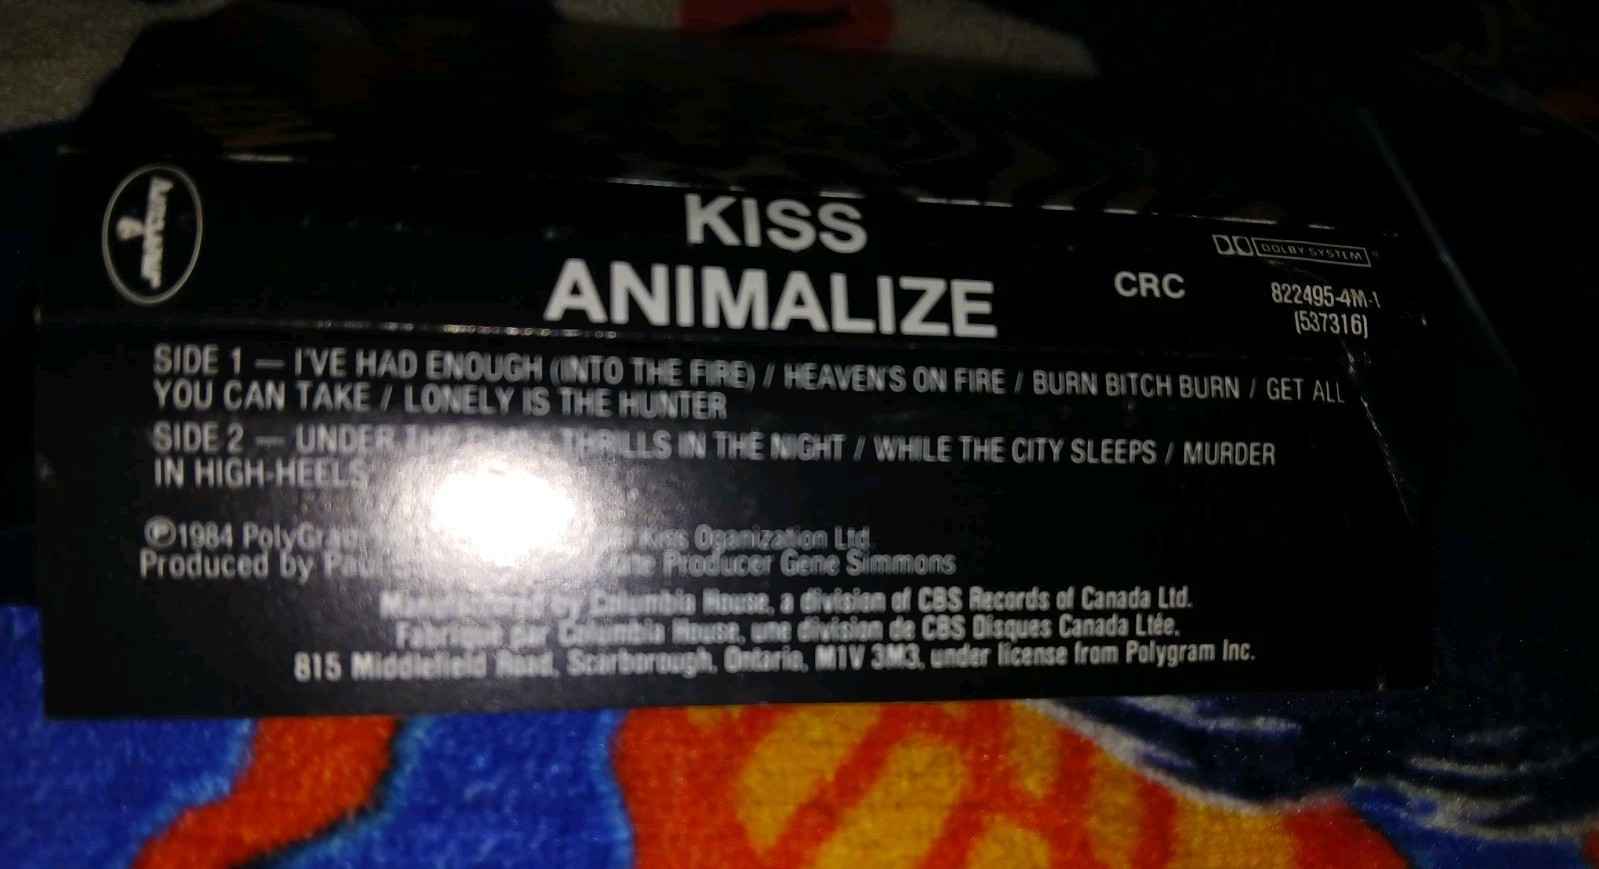 mercury
KISS
ANIMALIZE
CRC
DOLBY SYSTEM
822495-4M-1
(537316)
SIDE 1 — I'VE HAD ENOUGH (INTO THE FIRE) / HEAVEN'S ON FIRE / BURN BITCH BURN / GET ALL
YOU CAN TAKE / LONELY IS THE HUNTER
SIDE 2 — UNDER THE THRILLS IN THE NIGHT / WHILE THE CITY SLEEPS / MURDER
IN HIGH-HEELS
℗1984 Kiss Oganization Ltd.
Produced by Producer Gene Simmons
Manufactured by Columbia House, a division of CBS Records of Canada Ltd.
Fabriqué par Columbia House, une division de CBS Disques Canada Ltée.
815 Middlefield Road, Scarborough, Ontario, M1V 3M3, under license from Polygram Inc.